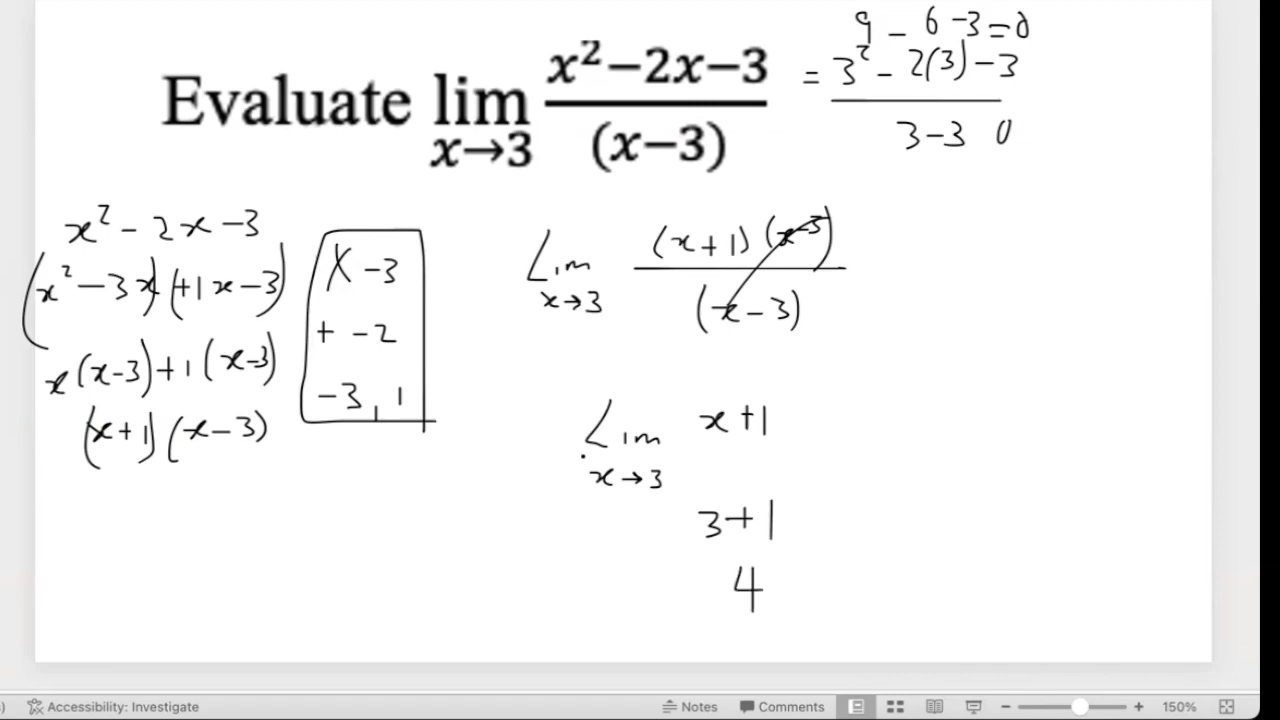 Evaluate lim x→3 x²−2x−3 / (x−3)
9 − 6 −3 = 0
= 3² − 2(3) − 3
3−3 0
x² − 2x −3
(x² −3x)(+1x −3)
x(x−3)+1(x−3)
(x+1)(x−3)
X −3
+ −2
−3, 1
Lim x→3 (x+1)(x−3) / (x−3)
Lim x→3 x+1
3+1
4
Accessibility: Investigate
Notes
Comments
− + 150%